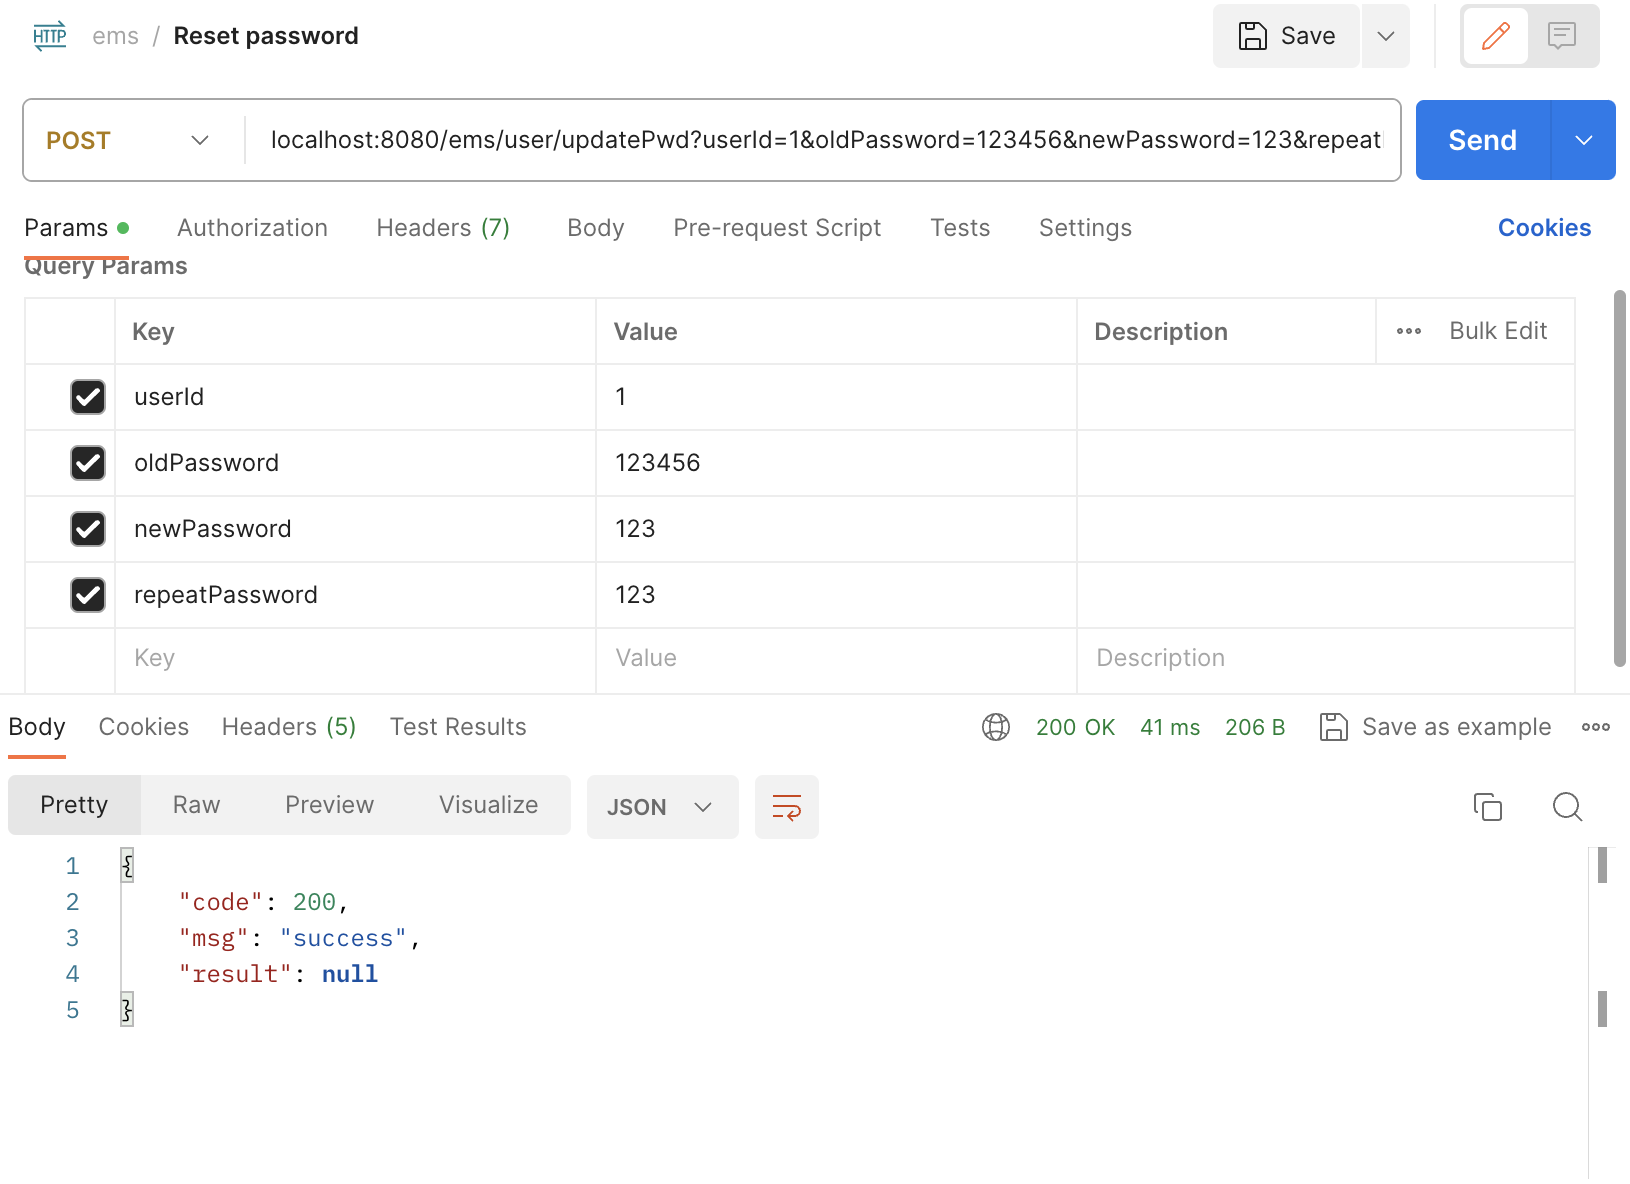 HTTP ems / Reset password Save
POST localhost:8080/ems/user/updatePwd?userId=1&oldPassword=123456&newPassword=123&repeat Send
Params Authorization Headers (7) Body Pre-request Script Tests Settings Cookies
Query Params
Key Value Description Bulk Edit
userId 1
oldPassword 123456
newPassword 123
repeatPassword 123
Key Value Description
Body Cookies Headers (5) Test Results 200 OK 41 ms 206 B Save as example
Pretty Raw Preview Visualize JSON
1 {
2 "code": 200,
3 "msg": "success",
4 "result": null
5 }